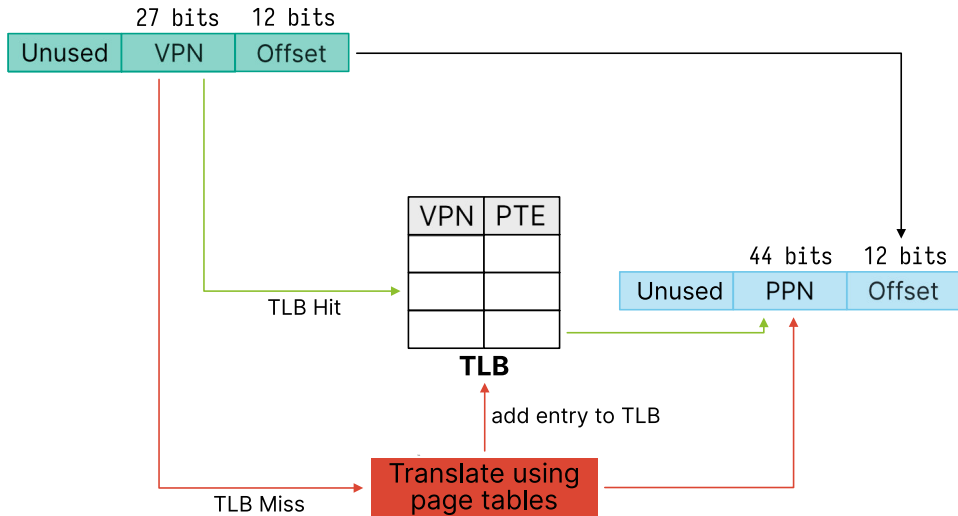 27 bits 12 bits
Unused VPN Offset
VPN PTE
44 bits 12 bits
Unused PPN Offset
TLB Hit
TLB
add entry to TLB
Translate using
page tables
TLB Miss